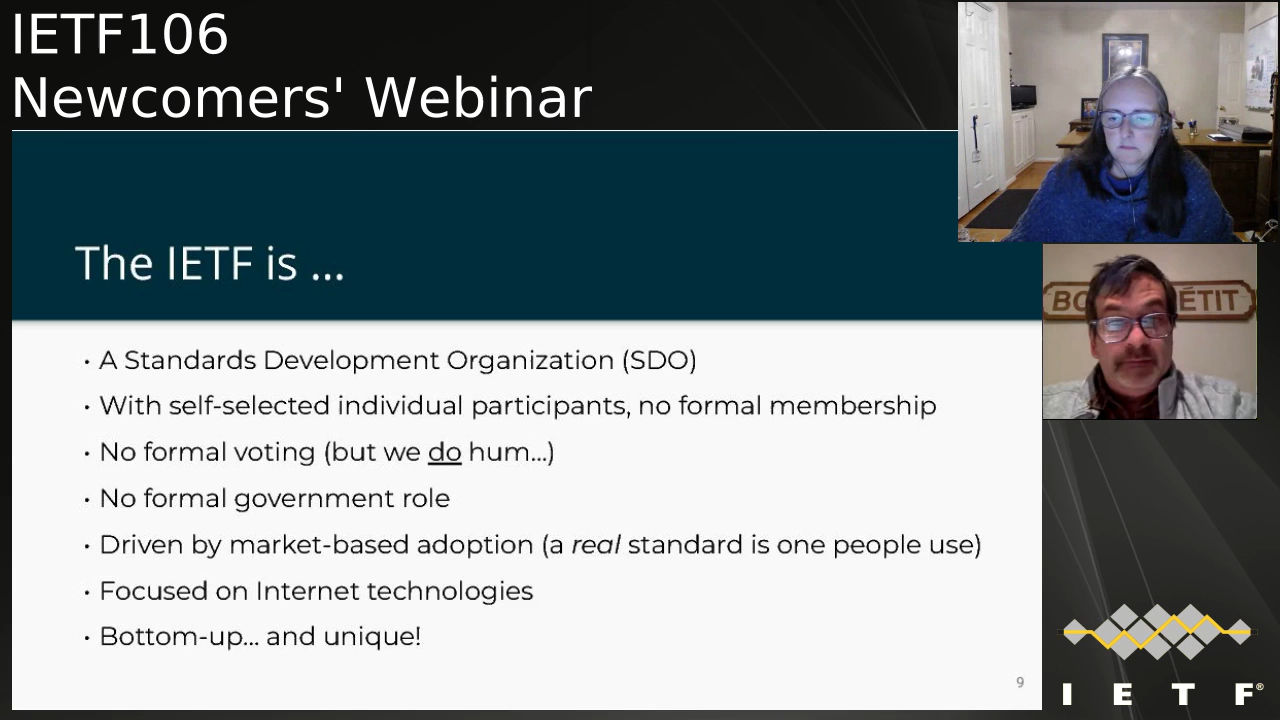 IETF106
Newcomers' Webinar
The IETF is ...
• A Standards Development Organization (SDO)
• With self-selected individual participants, no formal membership
• No formal voting (but we do hum...)
• No formal government role
• Driven by market-based adoption (a real standard is one people use)
• Focused on Internet technologies
• Bottom-up... and unique!
9
ÉTIT
I E T F®